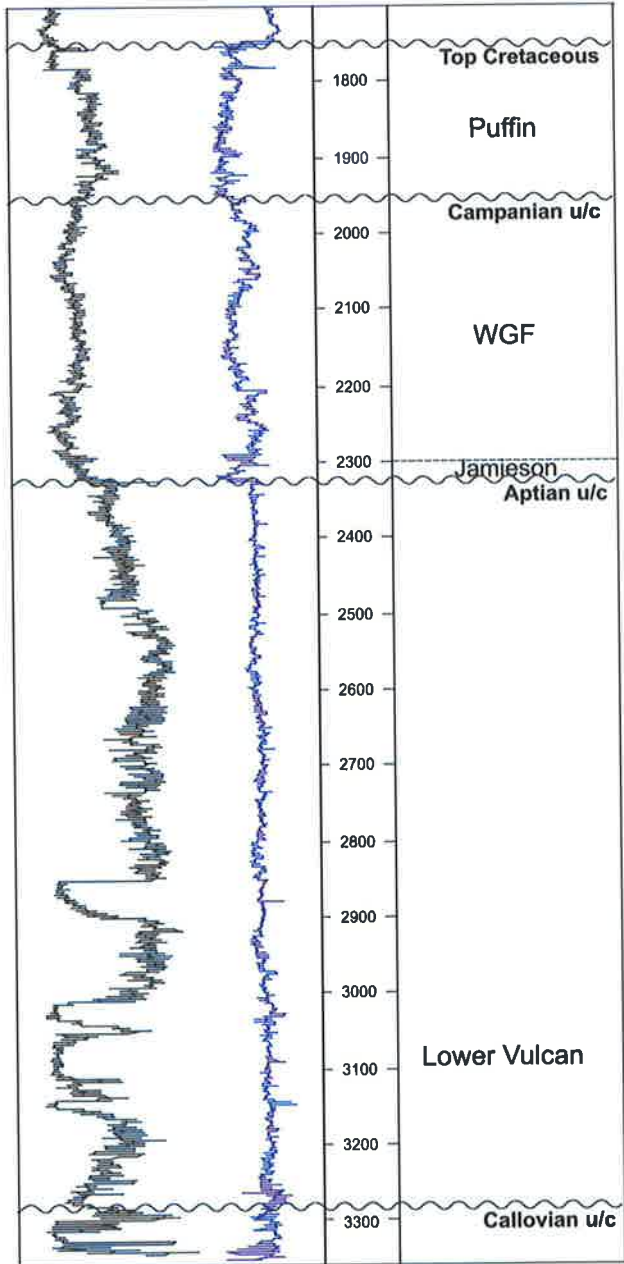 Top Cretaceous
1800
Puffin
1900
Campanian u/c
2000
2100
WGF
2200
2300
Jamieson
Aptian u/c
2400
2500
2600
2700
2800
2900
3000
Lower Vulcan
3100
3200
3300
Callovian u/c